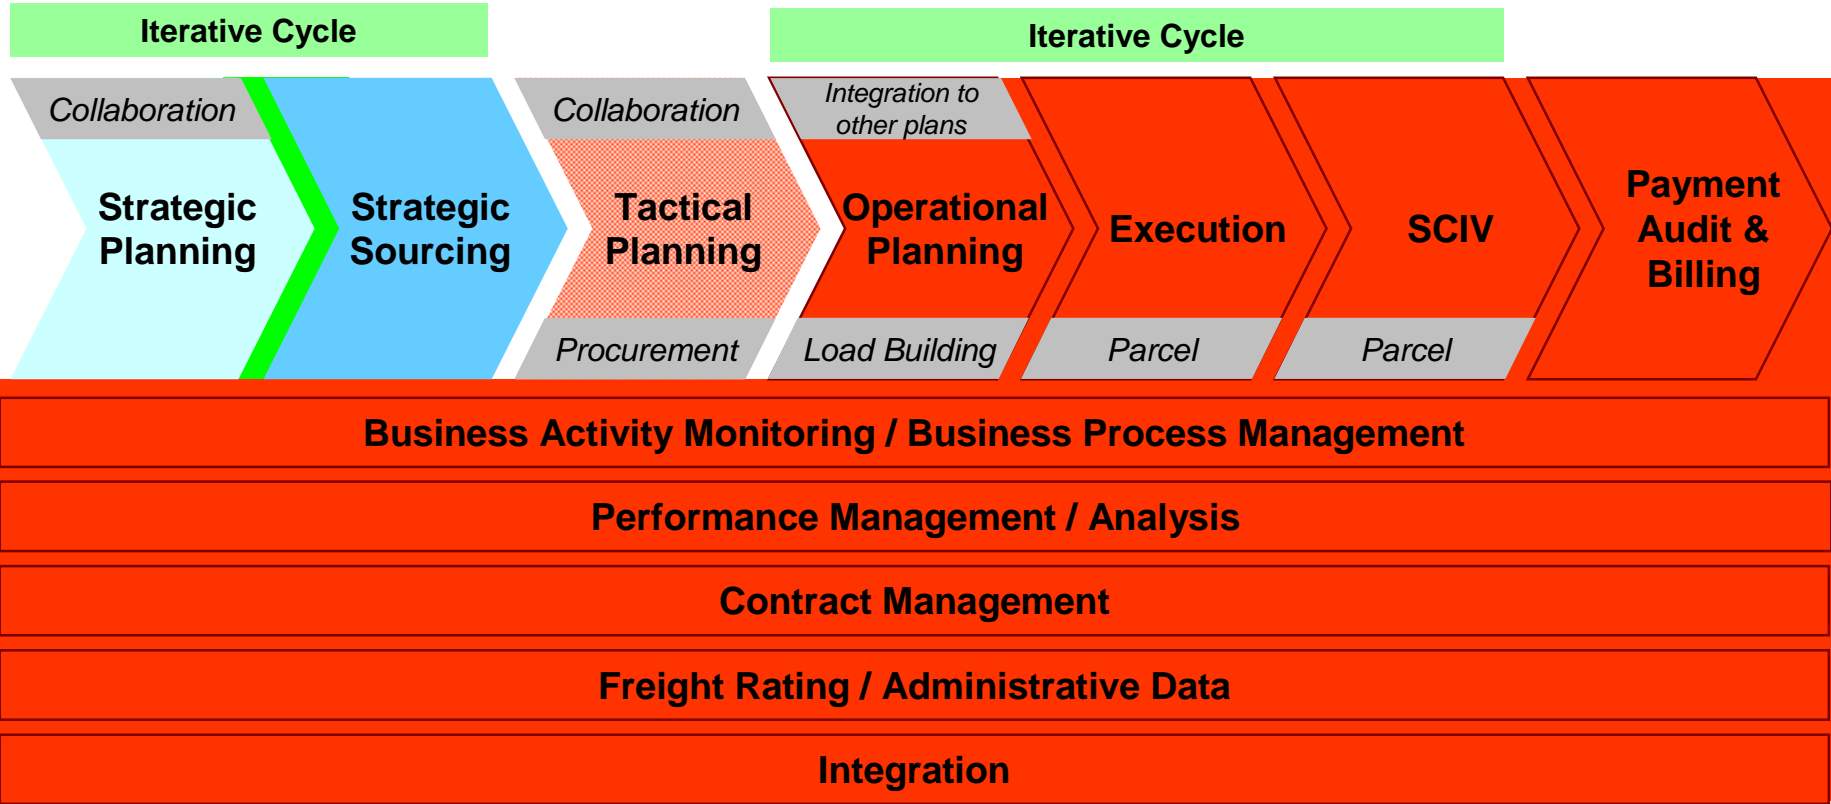 Iterative Cycle
Iterative Cycle
Collaboration
Collaboration
Integration to
other plans
Strategic
Planning
Strategic
Sourcing
Tactical
Planning
Operational
Planning
Execution
SCIV
Payment
Audit &
Billing
Procurement
Load Building
Parcel
Parcel
Business Activity Monitoring / Business Process Management
Performance Management / Analysis
Contract Management
Freight Rating / Administrative Data
Integration